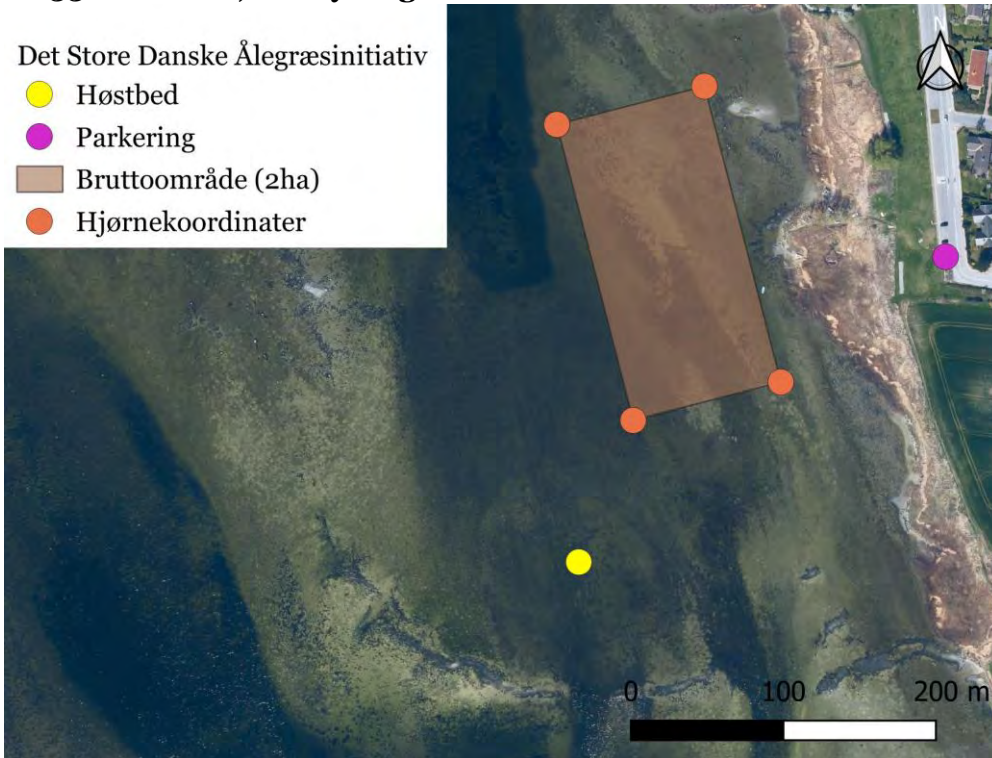 Det Store Danske Ålegræsinitiativ
Høstbed
Parkering
Bruttoområde (2ha)
Hjørnekoordinater
N
0 100 200 m